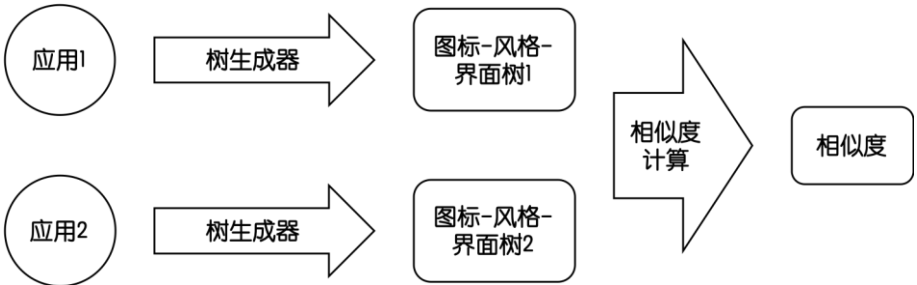 应用1
树生成器
图标-风格-
界面树1
相似度
计算
相似度
应用2
树生成器
图标-风格-
界面树2